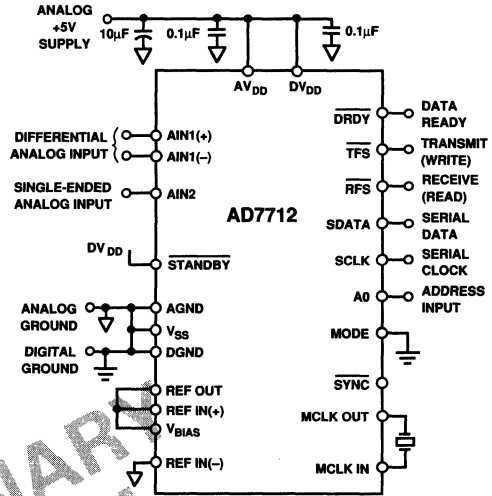 ANALOG
+5V
SUPPLY
10µF
0.1µF
0.1µF
AVDD
DVDD
DIFFERENTIAL
ANALOG INPUT
AIN1(+)
AIN1(–)
SINGLE-ENDED
ANALOG INPUT
AIN2
DVDD
STANDBY
ANALOG
GROUND
AGND
VSS
DIGITAL
GROUND
DGND
REF OUT
REF IN(+)
VBIAS
REF IN(–)
AD7712
DRDY
DATA
READY
TFS
TRANSMIT
(WRITE)
RFS
RECEIVE
(READ)
SDATA
SERIAL
DATA
SCLK
SERIAL
CLOCK
A0
ADDRESS
INPUT
MODE
SYNC
MCLK OUT
MCLK IN